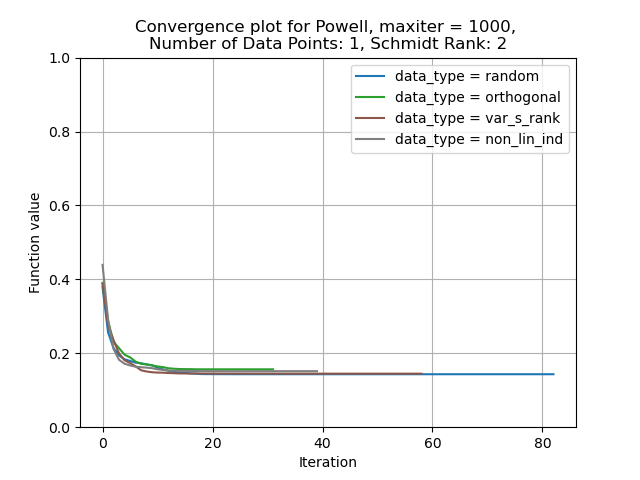 Convergence plot for Powell, maxiter = 1000,
Number of Data Points: 1, Schmidt Rank: 2
1.0
0.8
0.6
0.4
0.2
0.0
Function value
data_type = random
data_type = orthogonal
data_type = var_s_rank
data_type = non_lin_ind
0 20 40 60 80
Iteration